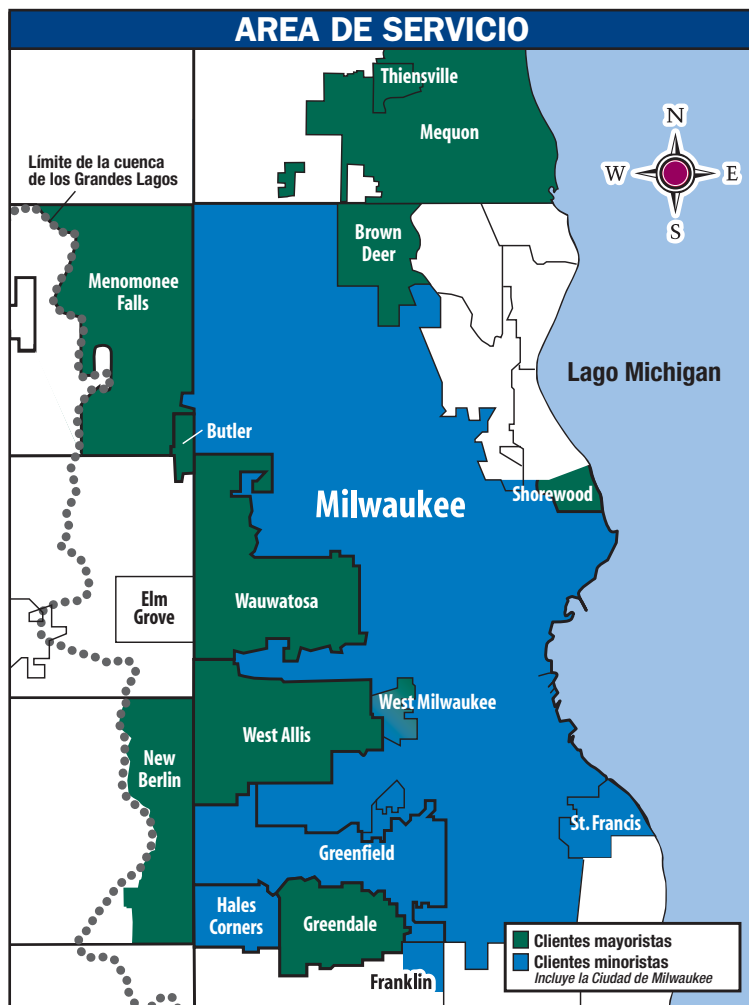 AREA DE SERVICIO
Thiensville
Mequon
N
W
E
S
Límite de la cuenca
de los Grandes Lagos
Brown
Deer
Menomonee
Falls
Lago Michigan
Butler
Shorewood
Milwaukee
Elm
Grove
Wauwatosa
West Milwaukee
West Allis
New
Berlin
St. Francis
Greenfield
Hales
Corners
Greendale
Franklin
Clientes mayoristas
Clientes minoristas
Incluye la Ciudad de Milwaukee